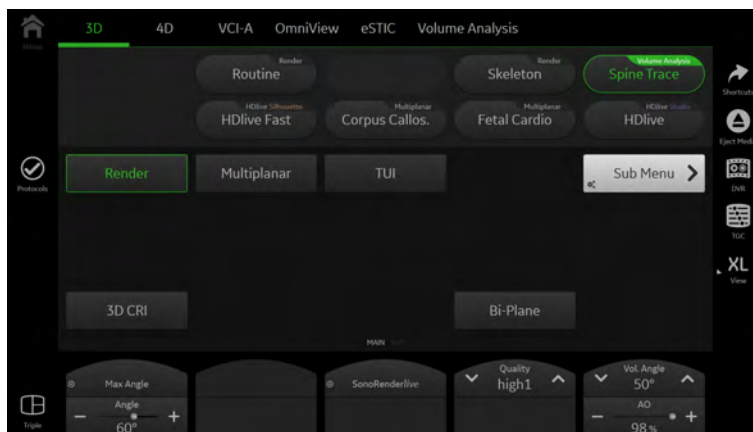 3D 4D VCI-A OmniView eSTIC Volume Analysis
Home
Render
Routine
Render
Skeleton
Volume Analysis
Spine Trace
Shortcuts
HDlive Silhouette
HDlive Fast
Multiplanar
Corpus Callos.
Multiplanar
Fetal Cardio
HDlive Studio
HDlive
Eject Media
Protocols
Render
Multiplanar
TUI
Sub Menu
DVR
TGC
XL
View
3D CRI
Bi-Plane
MAIN
Max Angle
SonoRenderlive
Quality
high1
Vol. Angle
50°
Angle
60°
AO
98 %
Triple